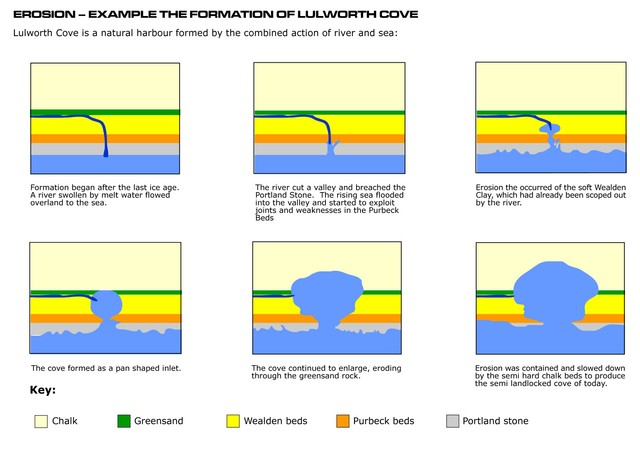 EROSION – EXAMPLE THE FORMATION OF LULWORTH COVE
Lulworth Cove is a natural harbour formed by the combined action of river and sea:
Formation began after the last ice age.
A river swollen by melt water flowed
overland to the sea.
The river cut a valley and breached the
Portland Stone. The rising sea flooded
into the valley and started to exploit
joints and weaknesses in the Purbeck
Beds
Erosion the occurred of the soft Wealden
Clay, which had already been scoped out
by the river.
The cove formed as a pan shaped inlet.
The cove continued to enlarge, eroding
through the greensand rock.
Erosion was contained and slowed down
by the semi hard chalk beds to produce
the semi landlocked cove of today.
Key:
Chalk
Greensand
Wealden beds
Purbeck beds
Portland stone